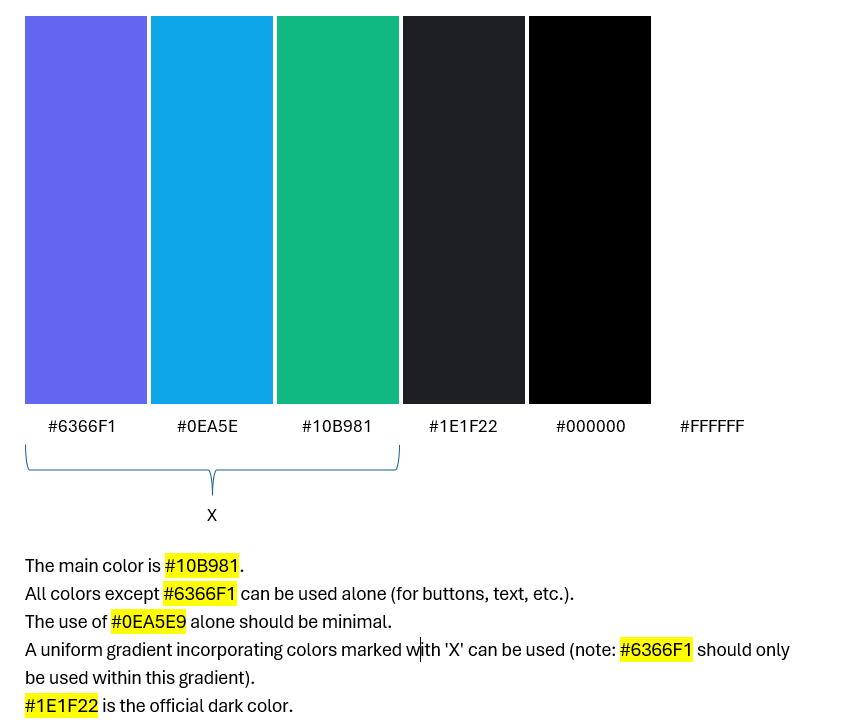 #6366F1 #0EA5E #10B981 #1E1F22 #000000 #FFFFFF
X
The main color is #10B981.
All colors except #6366F1 can be used alone (for buttons, text, etc.).
The use of #0EA5E9 alone should be minimal.
A uniform gradient incorporating colors marked with 'X' can be used (note: #6366F1 should only
be used within this gradient).
#1E1F22 is the official dark color.